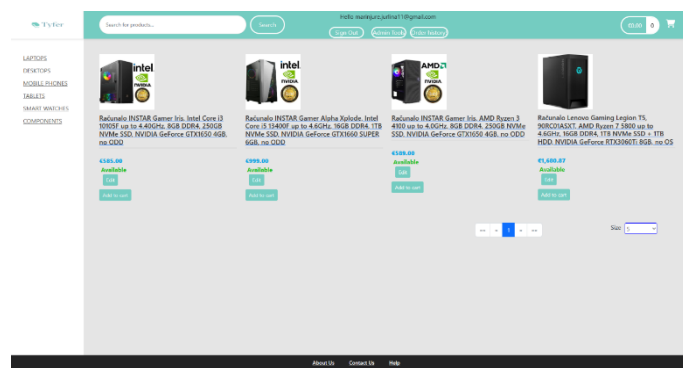 Tvfer
Search for products...
Search
Hello marinjurcjurlina11@gmail.com
Sign Out
Admin Tools
Order history
€0.00 0
LAPTOPS
DESKTOPS
MOBILE PHONES
TABLETS
SMART WATCHES
COMPONENTS
intel
NVIDIA
Računalo INSTAR Gamer Iris, Intel Core i3
10105F up to 4.40GHz, 8GB DDR4, 250GB
NVMe SSD, NVIDIA GeForce GTX1650 4GB,
no ODD
€585.00
Available
Edit
Add to cart
intel
NVIDIA
Računalo INSTAR Gamer Alpha Xplode, Intel
Core i5 13400F up to 4.6GHz, 16GB DDR4, 1TB
NVMe SSD, NVIDIA GeForce GTX1660 SUPER
6GB, no ODD
€999.00
Available
Edit
Add to cart
AMD
NVIDIA
Računalo INSTAR Gamer Iris, AMD Ryzen 3
4100 up to 4.0GHz, 8GB DDR4, 250GB NVMe
SSD, NVIDIA GeForce GTX1650 4GB, no ODD
€589.00
Available
Edit
Add to cart
Računalo Lenovo Gaming Legion T5,
90RC01ASXT, AMD Ryzen 7 5800 up to
4.6GHz, 16GB DDR4, 1TB NVMe SSD + 1TB
HDD, NVIDIA GeForce RTX3060Ti 8GB, no OS
€1,680.87
Available
Edit
Add to cart
«« « 1 » »»
Size: 5
About Us Contact Us Help